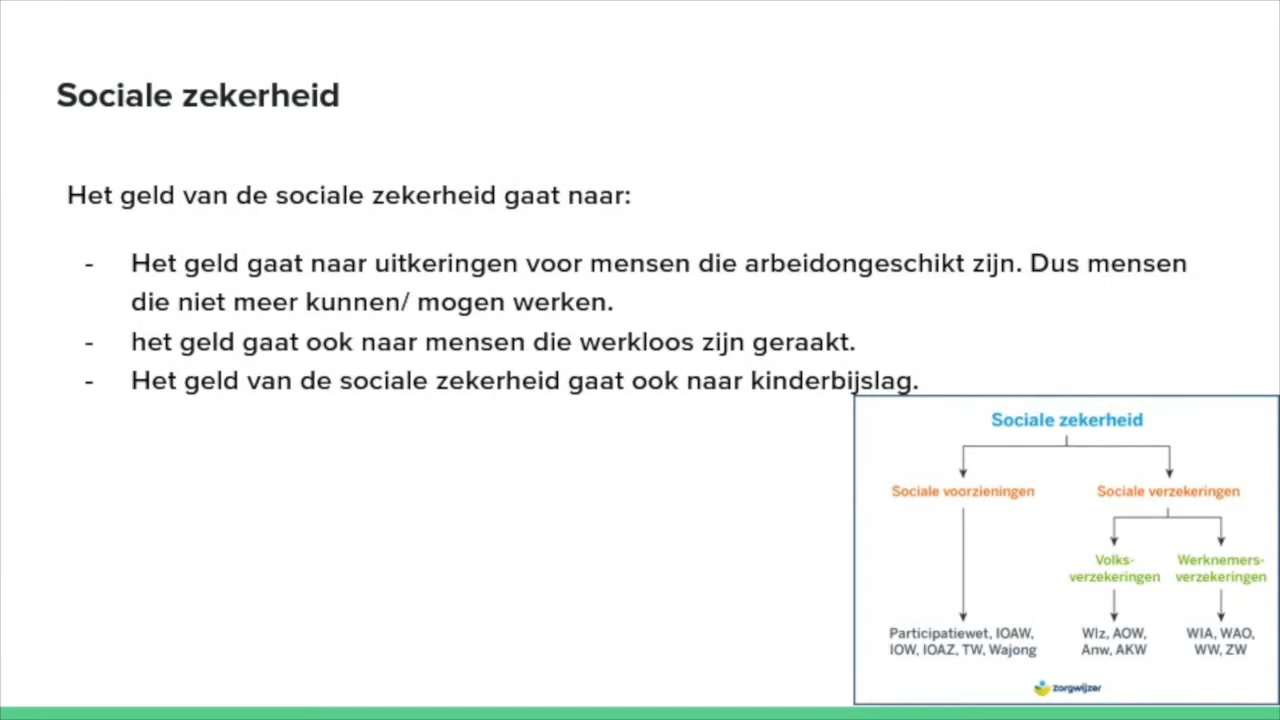 Sociale zekerheid
Het geld van de sociale zekerheid gaat naar:
- Het geld gaat naar uitkeringen voor mensen die arbeidongeschikt zijn. Dus mensen
die niet meer kunnen/ mogen werken.
- het geld gaat ook naar mensen die werkloos zijn geraakt.
- Het geld van de sociale zekerheid gaat ook naar kinderbijslag.
Sociale zekerheid
Sociale voorzieningen
Sociale verzekeringen
Volks-
verzekeringen
Werknemers-
verzekeringen
Participatiewet, IOAW,
IOW, IOAZ, TW, Wajong
Wlz, AOW,
Anw, AKW
WIA, WAO,
WW, ZW
zorgwijzer